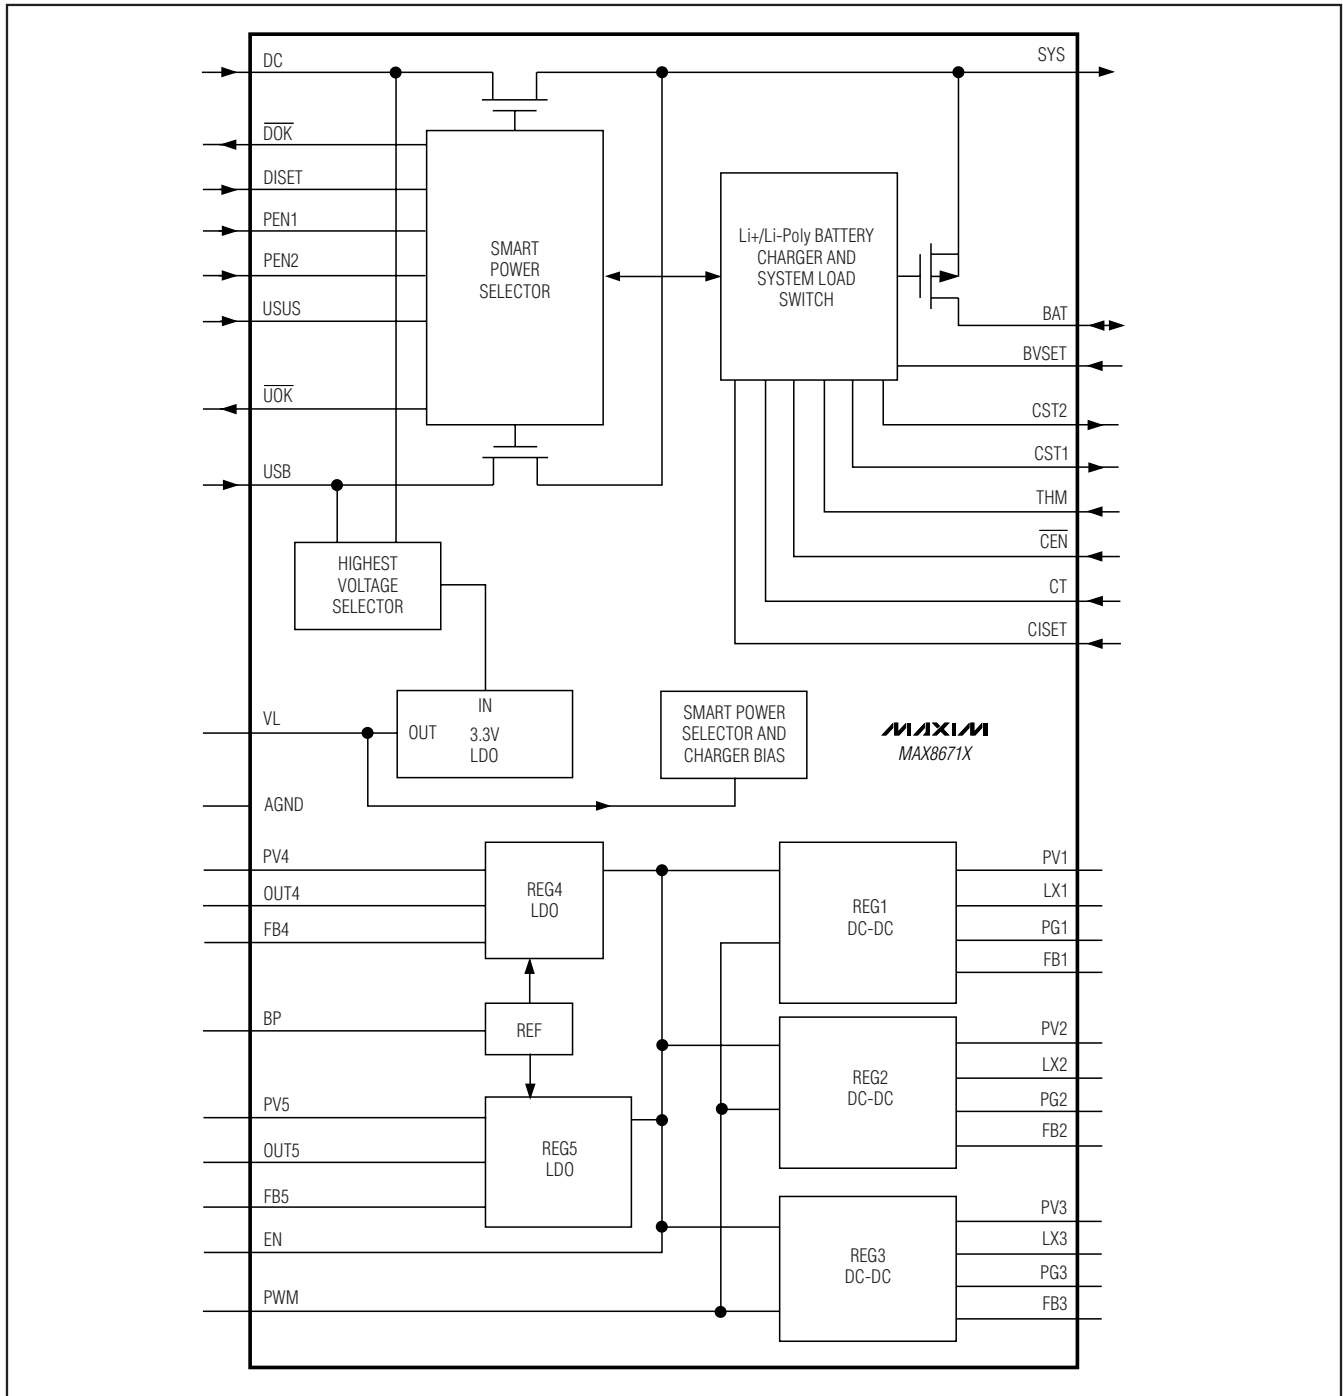 DC
SYS
DOK
DISET
PEN1
PEN2
USUS
UOK
USB
SMART
POWER
SELECTOR
Li+/Li-Poly BATTERY
CHARGER AND
SYSTEM LOAD
SWITCH
BAT
BVSET
CST2
CST1
THM
CEN
CT
CISET
HIGHEST
VOLTAGE
SELECTOR
VL
IN
OUT 3.3V
LDO
SMART POWER
SELECTOR AND
CHARGER BIAS
MAXIM
MAX8671X
AGND
PV4
OUT4
FB4
REG4
LDO
BP
REF
PV5
OUT5
FB5
REG5
LDO
EN
PWM
REG1
DC-DC
PV1
LX1
PG1
FB1
REG2
DC-DC
PV2
LX2
PG2
FB2
REG3
DC-DC
PV3
LX3
PG3
FB3